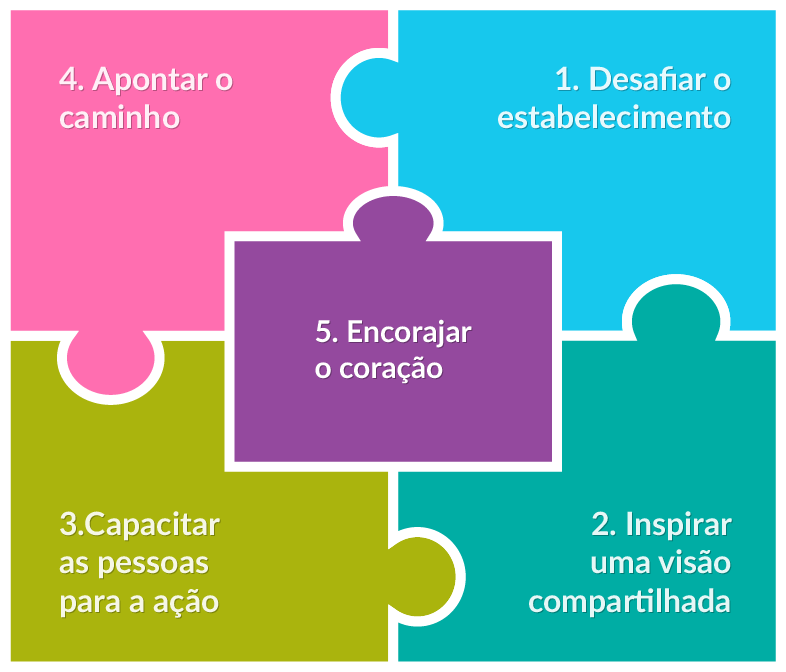 4. Apontar o
caminho
1. Desafiar o
estabelecimento
5. Encorajar
o coração
3.Capacitar
as pessoas
para a ação
2. Inspirar
uma visão
compartilhada